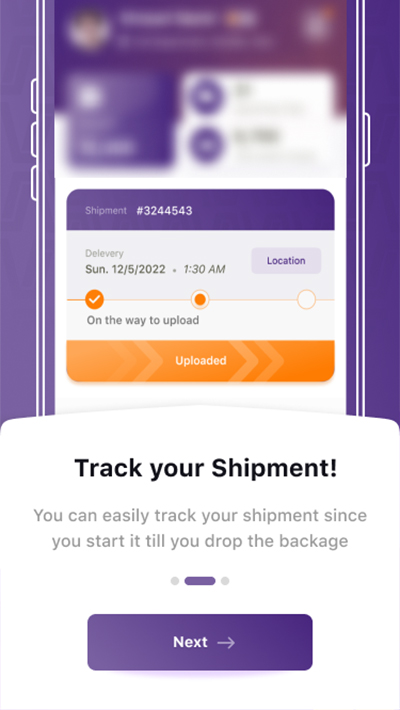 Shipment #3244543
Delevery
Sun. 12/5/2022 • 1:30 AM
Location
On the way to upload
Uploaded
Track your Shipment!
You can easily track your shipment since
you start it till you drop the backage
Next →